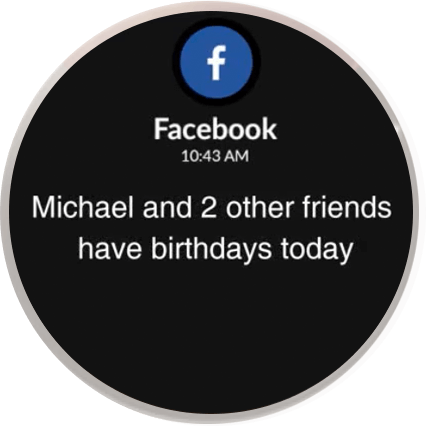 f
Facebook
10:43 AM
Michael and 2 other friends
have birthdays today